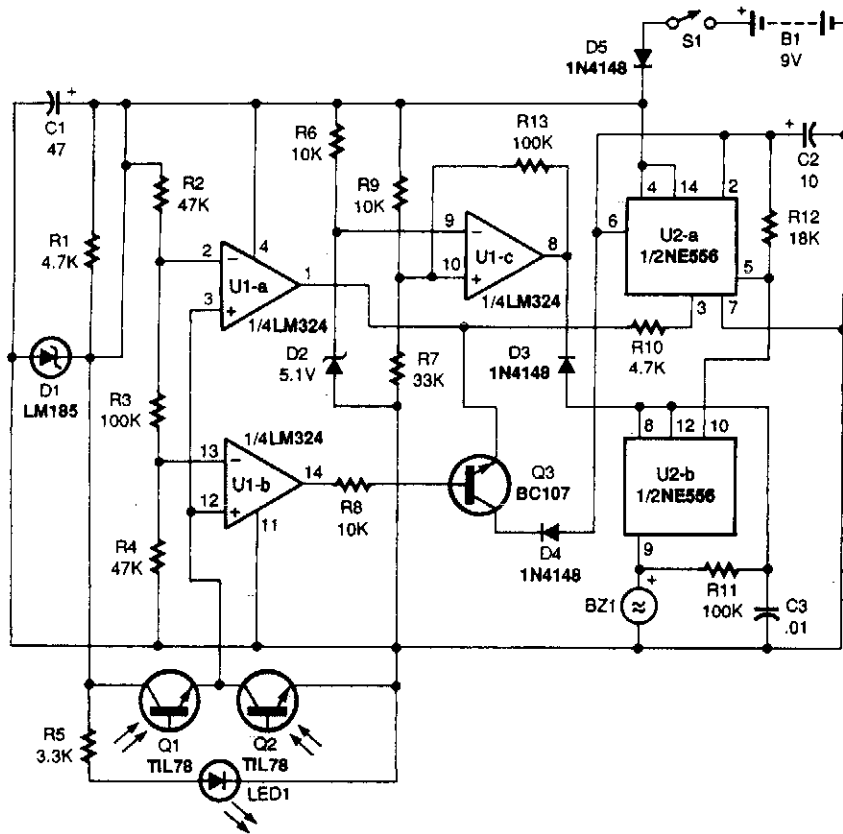 D5
1N4148
S1
+
B1
9V
+
C1
47
R6
10K
R13
100K
+
C2
10
R2
47K
R9
10K
4 14 2
6
U2-a
1/2NE556
R12
18K
5
3 7
R1
4.7K
2
-
4
U1-a
3
+
1
1/4LM324
9
-
U1-c
8
10
+
1/4LM324
R10
4.7K
D1
LM185
D2
5.1V
R7
33K
D3
1N4148
R3
100K
1/4LM324
13
-
U1-b
14
12
+
11
R8
10K
Q3
BC107
8 12 10
U2-b
1/2NE556
9
R4
47K
D4
1N4148
+
BZ1
R11
100K
C3
.01
R5
3.3K
Q1
TIL78
Q2
TIL78
LED1